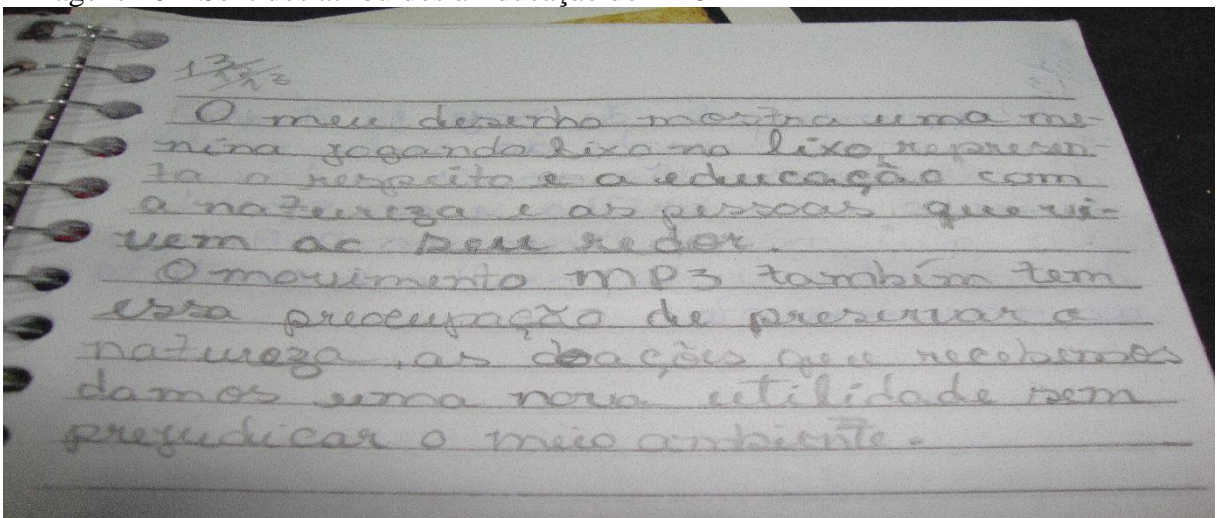 O meu desenho mostra uma me-
nina jogando lixo no lixo, represen-
ta o respeito e a educação com
a natureza e as pessoas que vi-
vem ao seu redor.
O movimento MP3 também tem
essa preocupação de preservar a
natureza, as doações que recebemos
damos uma nova utilidade sem
prejudicar o meio ambiente.